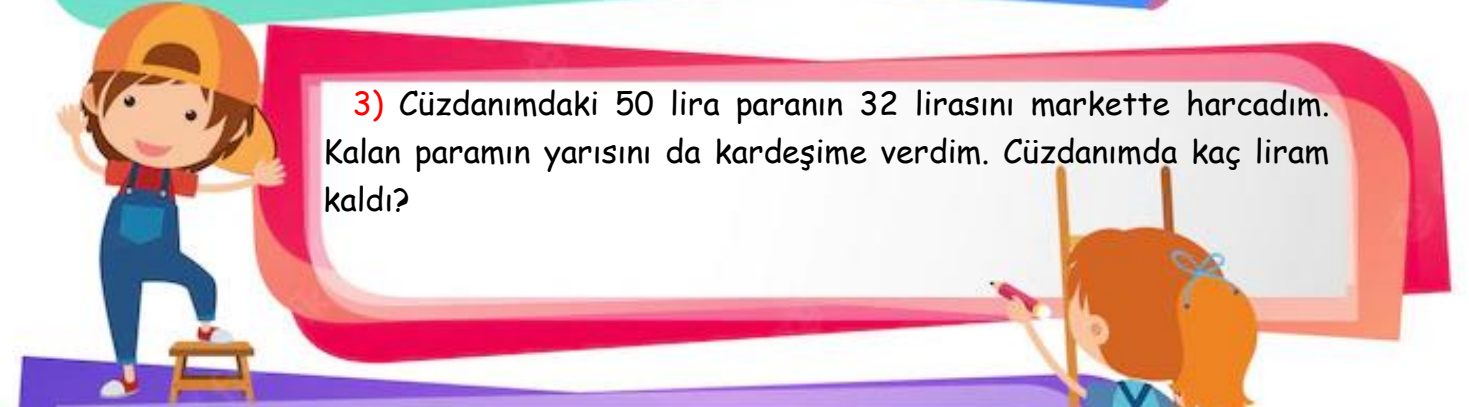 3) Cüzdanımdaki 50 lira paranın 32 lirasını markette harcadım.
Kalan paramın yarısını da kardeşime verdim. Cüzdanımda kaç liram
kaldı?